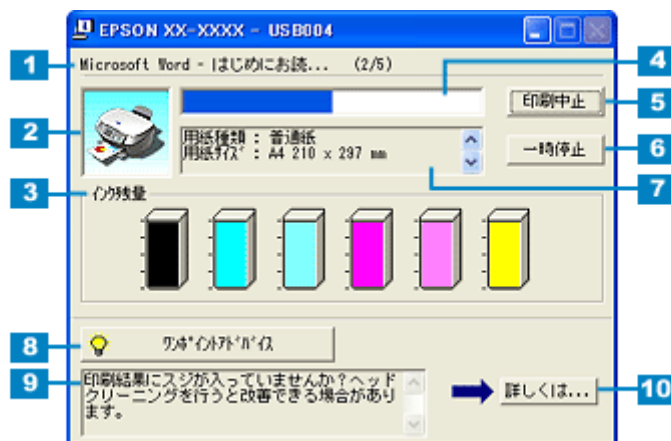 EPSON XX-XXXX - USB004
1
Microsoft Word - はじめにお読... (2/5)
4
2
印刷中止
5
用紙種類 : 普通紙
用紙サイズ : A4 210 x 297 mm
一時停止
6
7
3
インク残量
8
ワンポイントアドバイス
9
印刷結果にスジが入っていませんか?ヘッド
クリーニングを行うと改善できる場合があり
ます。
詳しくは...
10